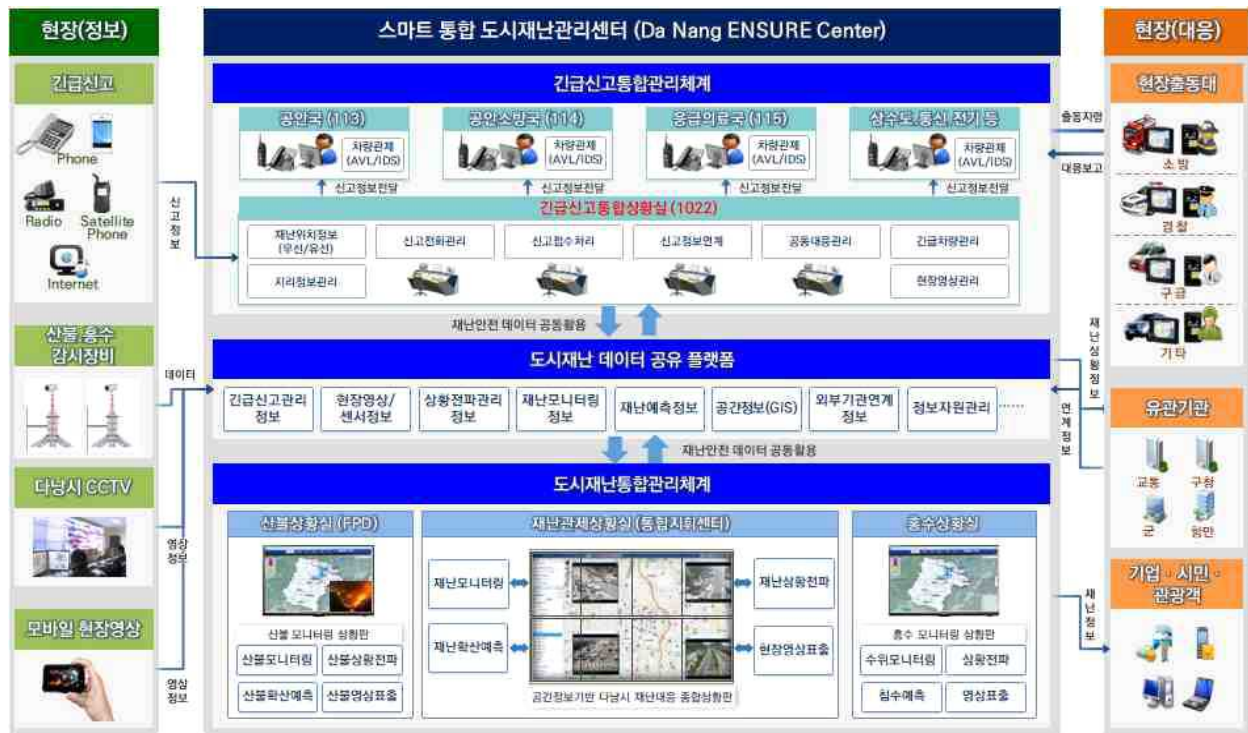 현장(정보)
긴급신고
Phone
Radio
Satellite
Phone
Internet
산불,홍수
감시장비
다낭시 CCTV
모바일 현장영상
신고정보
데이터
영상
정보
영상
정보
스마트 통합 도시재난관리센터 (Da Nang ENSURE Center)
긴급신고통합관리체계
공안국 (113)
차량관제
(AVL/IDS)
공안소방국 (114)
차량관제
(AVL/IDS)
응급의료국 (115)
차량관제
(AVL/IDS)
상수도,통신,전기 등
차량관제
(AVL/IDS)
신고정보전달
신고정보전달
신고정보전달
신고정보전달
긴급신고통합상황실 (1022)
재난위치정보
(무선/유선)
신고전화관리
신고접수처리
신고정보연계
공동대응관리
긴급차량관리
지리정보관리
현장영상관리
재난안전 데이터 공동활용
도시재난 데이터 공유 플랫폼
긴급신고관리
정보
현장영상/
센서정보
상황전파관리
정보
재난모니터링
정보
재난예측정보
공간정보(GIS)
외부기관연계
정보
정보자원관리
......
재난안전 데이터 공동활용
도시재난통합관리체계
산불상황실 (FPD)
산불 모니터링 상황판
산불모니터링
산불상황전파
산불확산예측
산불영상표출
재난관제상황실 (통합지휘센터)
재난모니터링
재난상황전파
재난확산예측
현장영상표출
공간정보기반 다낭시 재난대응 종합상황판
홍수상황실
홍수 모니터링 상황판
수위모니터링
상황전파
침수예측
영상표출
출동지령
대응보고
재난상황정보
연계정보
재난정보
현장(대응)
현장출동대
소방
경찰
구급
기타
유관기관
교통
구청
군
항만
기업 · 시민 ·
관광객